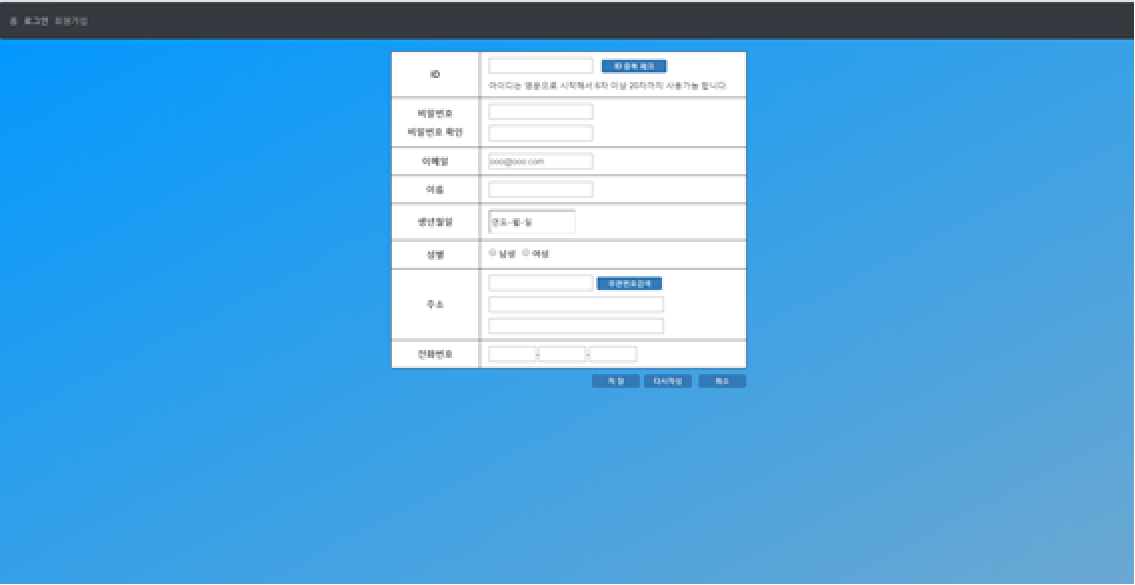 홈 로그인 회원가입
ID
ID 중복 체크
아이디는 영문으로 시작해서 6자 이상 20자까지 사용가능 합니다.
비밀번호
비밀번호 확인
이메일
ooo@ooo.com
이름
생년월일
연도-월-일
성별
남성 여성
주소
우편번호검색
전화번호
- -
저장 다시작성 취소